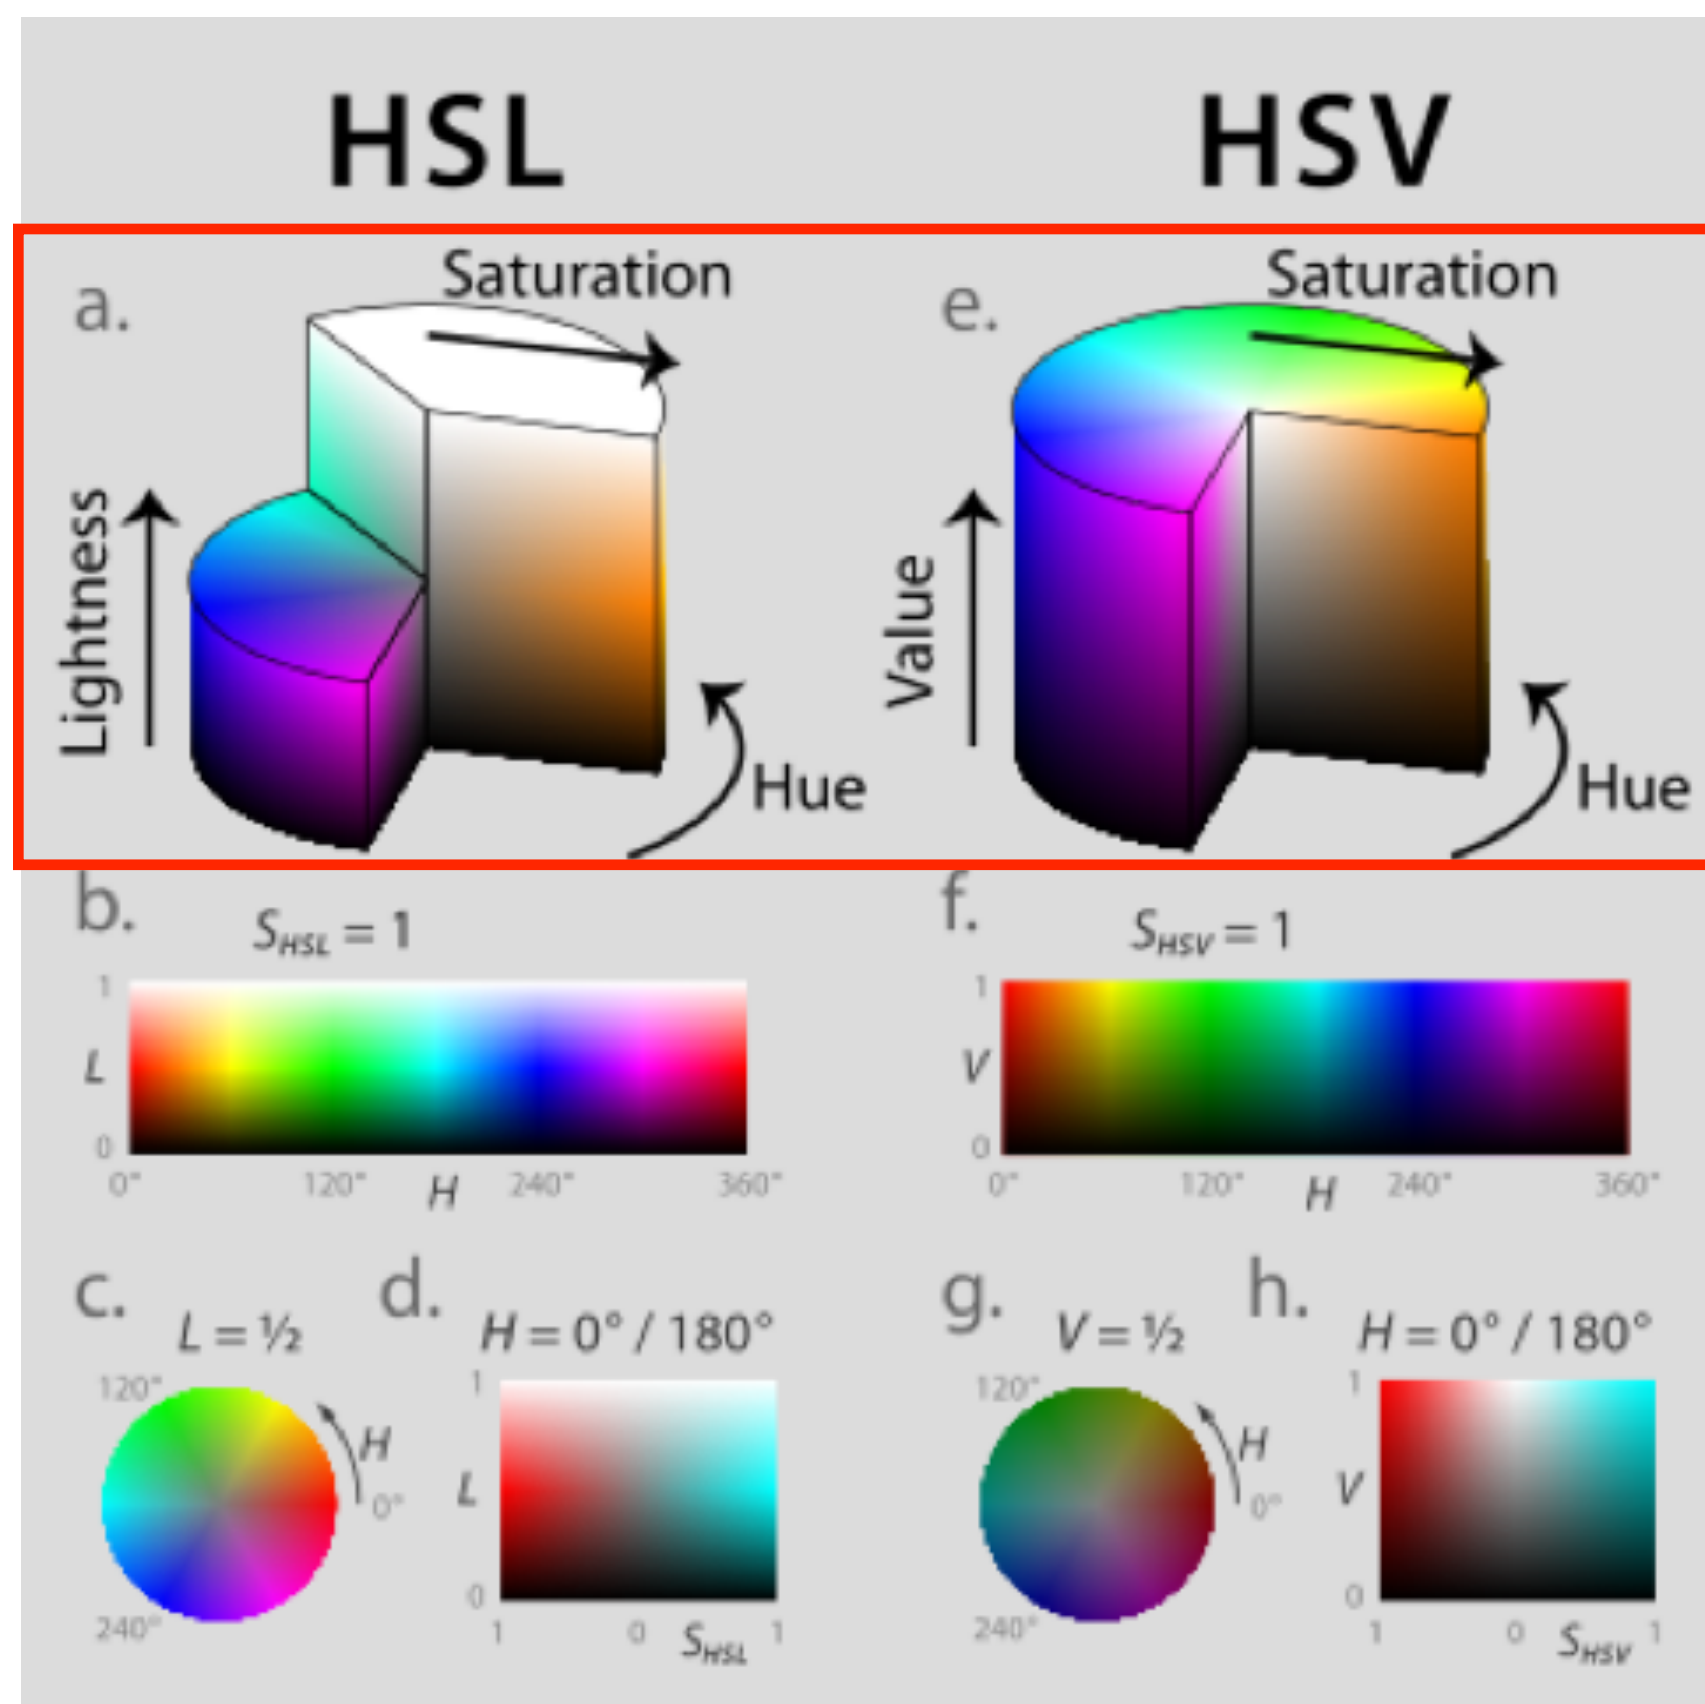 HSL
HSV
a.
Saturation
Lightness
Hue
e.
Saturation
Value
Hue
b.
S_HSL = 1
1
L
0
0°
120°
H
240°
360°
f.
S_HSV = 1
1
V
0
0°
120°
H
240°
360°
c.
L = ½
120°
H
0°
240°
d.
H = 0° / 180°
1
L
0
1
0
S_HSL
1
g.
V = ½
120°
H
0°
240°
h.
H = 0° / 180°
1
V
0
1
0
S_HSV
1